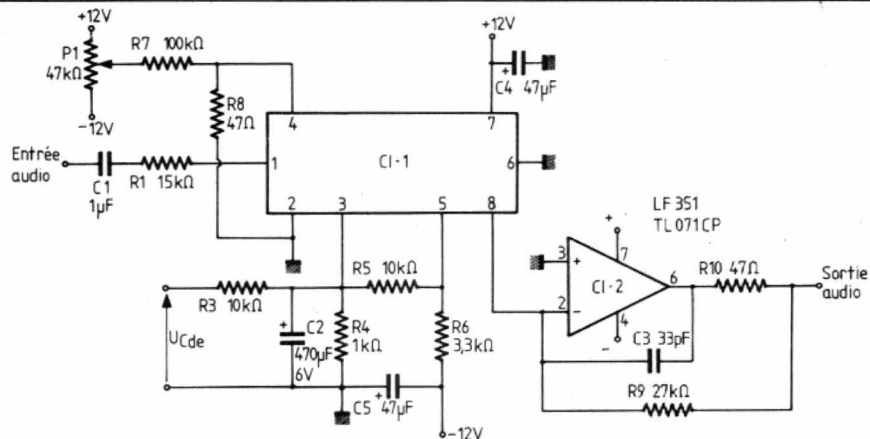 +12V
P1
47kΩ
-12V
R7 100kΩ
R8
47Ω
+12V
+
C4 47µF
Entrée
audio
C1
1µF
R1 15kΩ
4
7
1
CI-1
6
2
3
5
8
R3
10kΩ
R5 10kΩ
UCde
+
C2
470µF
6V
R4
1kΩ
R6
3,3kΩ
C5
+
47µF
-12V
LF 351
TL071CP
+
7
3
+
CI-2
2
-
6
4
-
R10 47Ω
Sortie
audio
C3 33pF
R9 27kΩ